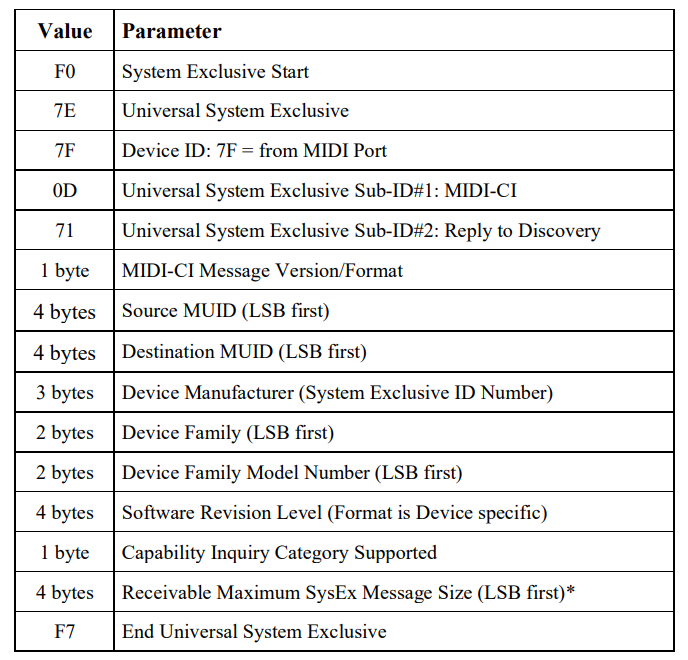 Value Parameter
F0 System Exclusive Start
7E Universal System Exclusive
7F Device ID: 7F = from MIDI Port
0D Universal System Exclusive Sub-ID#1: MIDI-CI
71 Universal System Exclusive Sub-ID#2: Reply to Discovery
1 byte MIDI-CI Message Version/Format
4 bytes Source MUID (LSB first)
4 bytes Destination MUID (LSB first)
3 bytes Device Manufacturer (System Exclusive ID Number)
2 bytes Device Family (LSB first)
2 bytes Device Family Model Number (LSB first)
4 bytes Software Revision Level (Format is Device specific)
1 byte Capability Inquiry Category Supported
4 bytes Receivable Maximum SysEx Message Size (LSB first)*
F7 End Universal System Exclusive